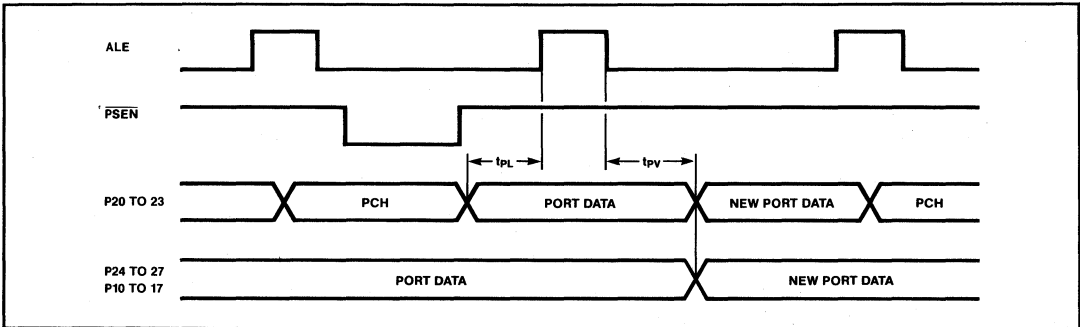 ALE
PSEN
tPL tPV
P20 TO 23 PCH PORT DATA NEW PORT DATA PCH
P24 TO 27
P10 TO 17
PORT DATA NEW PORT DATA